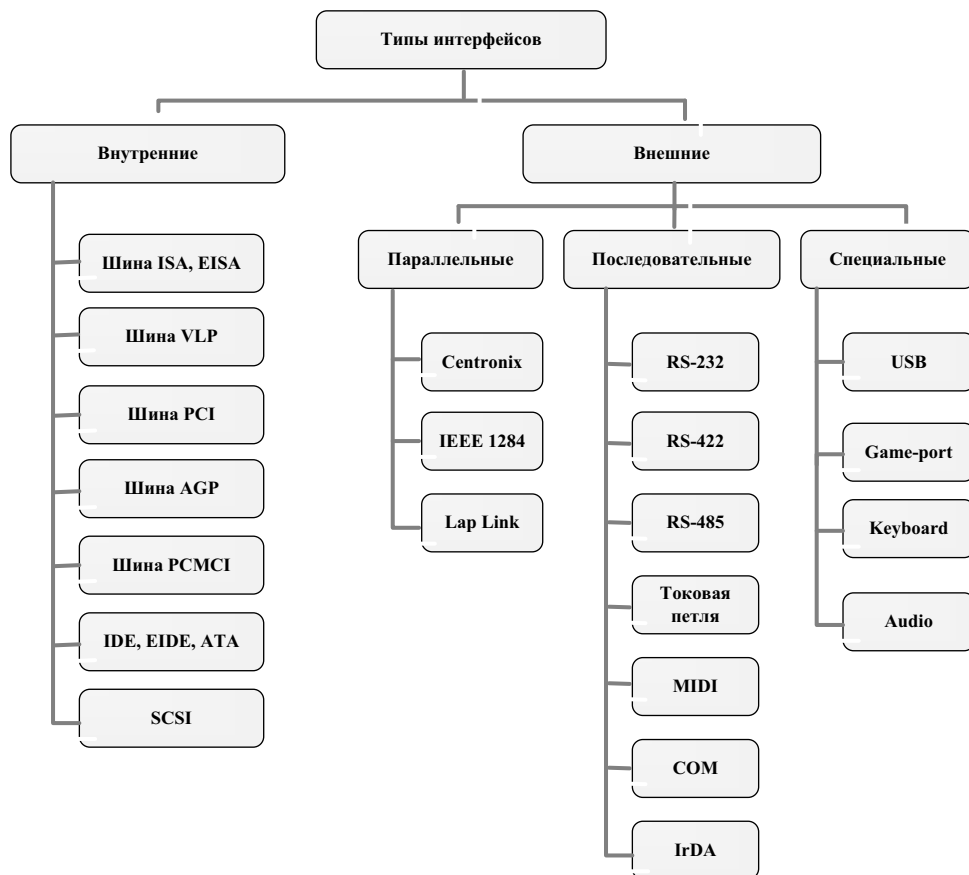 Типы интерфейсов
Внутренние
Внешние
Шина ISA, EISA
Шина VLP
Шина PCI
Шина AGP
Шина PCMCI
IDE, EIDE, ATA
SCSI
Параллельные
Centronix
IEEE 1284
Lap Link
Последовательные
RS-232
RS-422
RS-485
Токовая
петля
MIDI
COM
IrDA
Специальные
USB
Game-port
Keyboard
Audio